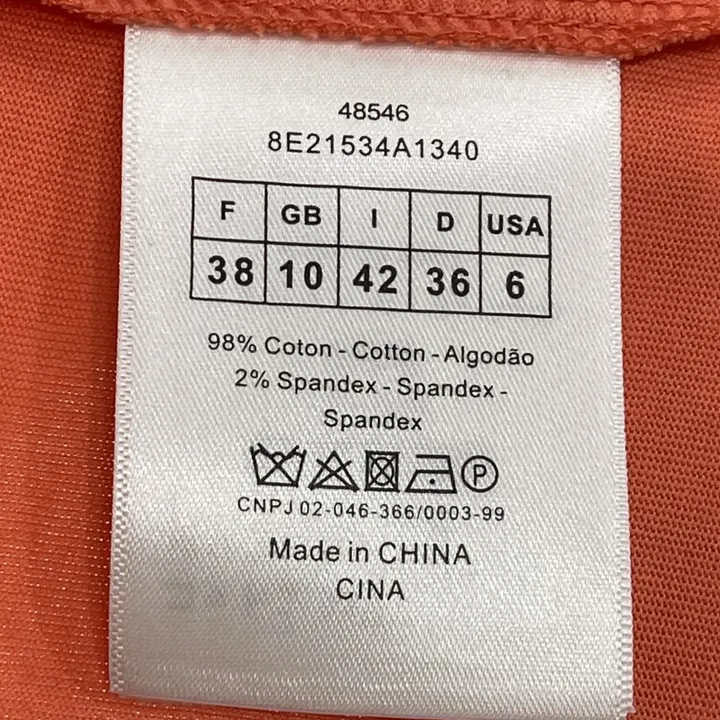 48546
8E21534A1340
F GB I D USA
38 10 42 36 6
98% Coton - Cotton - Algodão
2% Spandex - Spandex -
Spandex
P
CNPJ 02-046-366/0003-99
Made in CHINA
CINA